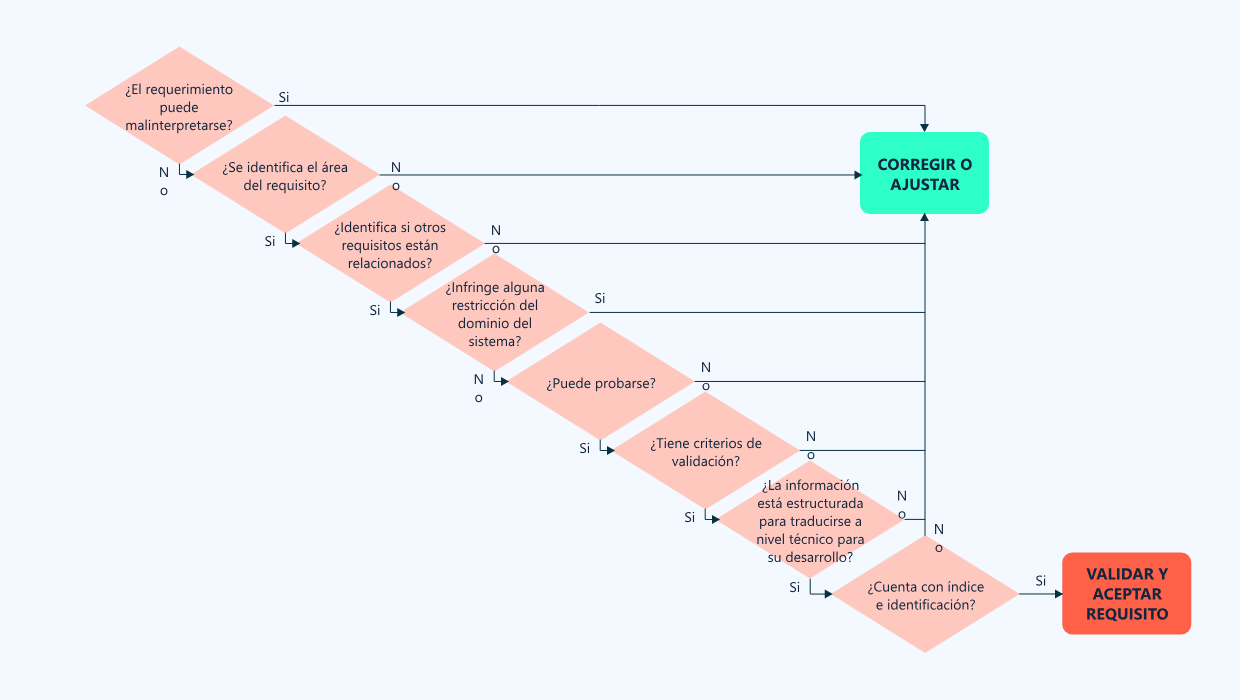 ¿El requerimiento
puede
malinterpretarse?
Si
N
o
¿Se identifica el área
del requisito?
N
o
Si
CORREGIR O
AJUSTAR
¿Identifica si otros
requisitos están
relacionados?
N
o
Si
¿Infringe alguna
restricción del
dominio del
sistema?
Si
N
o
¿Puede probarse?
N
o
Si
¿Tiene criterios de
validación?
N
o
Si
¿La información
está estructurada
para traducirse a
nivel técnico para
su desarrollo?
N
o
Si
¿Cuenta con índice
e identificación?
N
o
Si
VALIDAR Y
ACEPTAR
REQUISITO